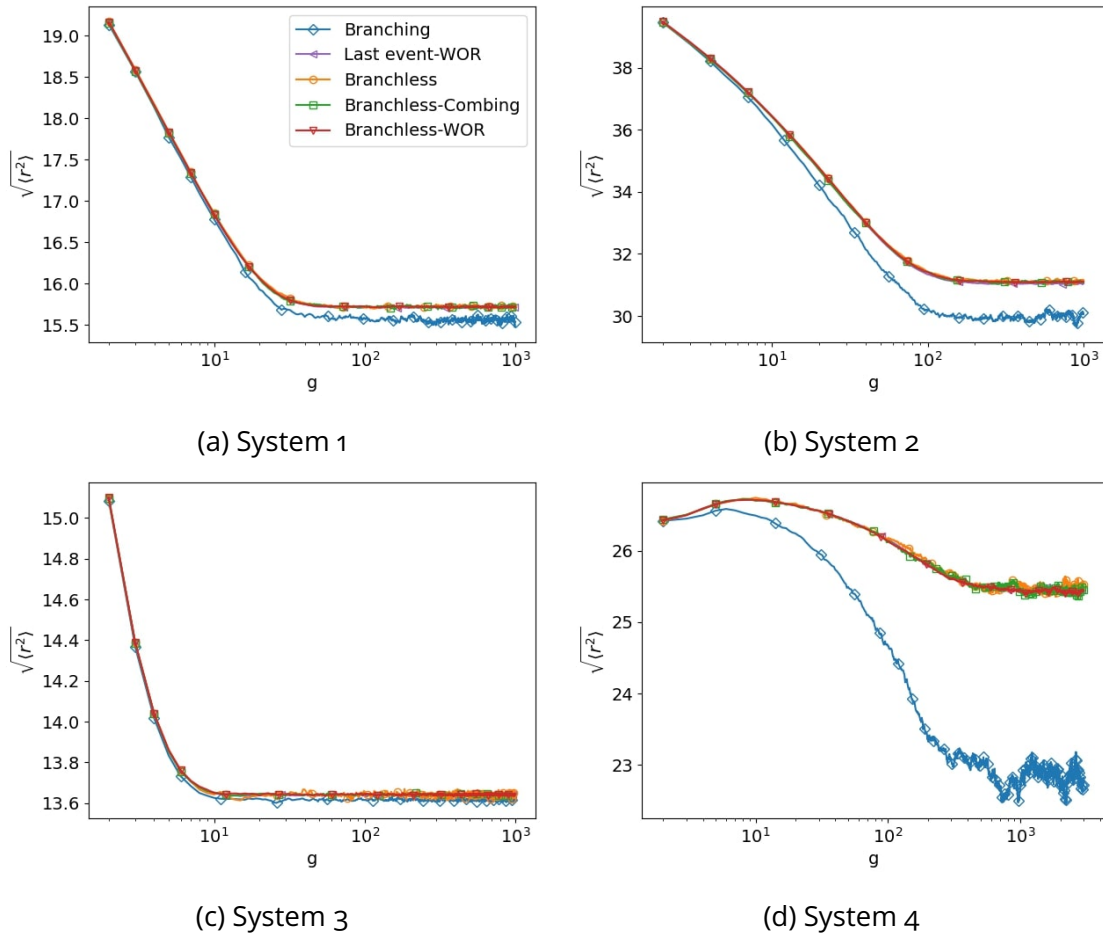 19.0
18.5
18.0
17.5
17.0
16.5
16.0
15.5
√⟨r²⟩
10¹
10²
10³
g
Branching
Last event-WOR
Branchless
Branchless-Combing
Branchless-WOR
(a) System 1
38
36
34
32
30
√⟨r²⟩
10¹
10²
10³
g
(b) System 2
15.0
14.8
14.6
14.4
14.2
14.0
13.8
13.6
√⟨r²⟩
10¹
10²
10³
g
(c) System 3
26
25
24
23
√⟨r²⟩
10¹
10²
10³
g
(d) System 4